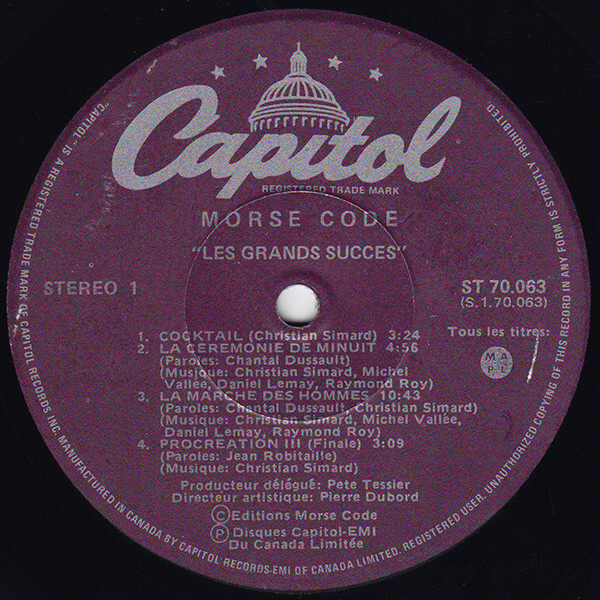 Capitol
REGISTERED TRADE MARK
MORSE CODE
"LES GRANDS SUCCES"
STEREO 1
ST 70.063
(S.1.70.063)
Tous les titres:
MAPL
1. COCKTAIL (Christian Simard) 3:24
2. LA CEREMONIE DE MINUIT 4:56
(Paroles: Chantal Dussault)
(Musique: Christian Simard, Michel
Vallée, Daniel Lemay, Raymond Roy)
3. LA MARCHE DES HOMMES 10:43
(Paroles: Chantal Dussault, Christian Simard)
(Musique: Christian Simard, Michel Vallée,
Daniel Lemay, Raymond Roy)
4. PROCREATION III (Finale) 3:09
(Paroles: Jean Robitaille)
(Musique: Christian Simard)
Producteur délégué: Pete Tessier
Directeur artistique: Pierre Dubord
Ⓒ Editions Morse Code
Ⓟ Disques Capitol-EMI
Du Canada Limitée
"CAPITOL" IS A REGISTERED TRADE MARK OF CAPITOL RECORDS INC. MANUFACTURED IN CANADA BY CAPITOL RECORDS-EMI OF CANADA LIMITED. REGISTERED USER. UNAUTHORIZED COPYING OF THIS RECORD IN ANY FORM IS STRICTLY PROHIBITED.